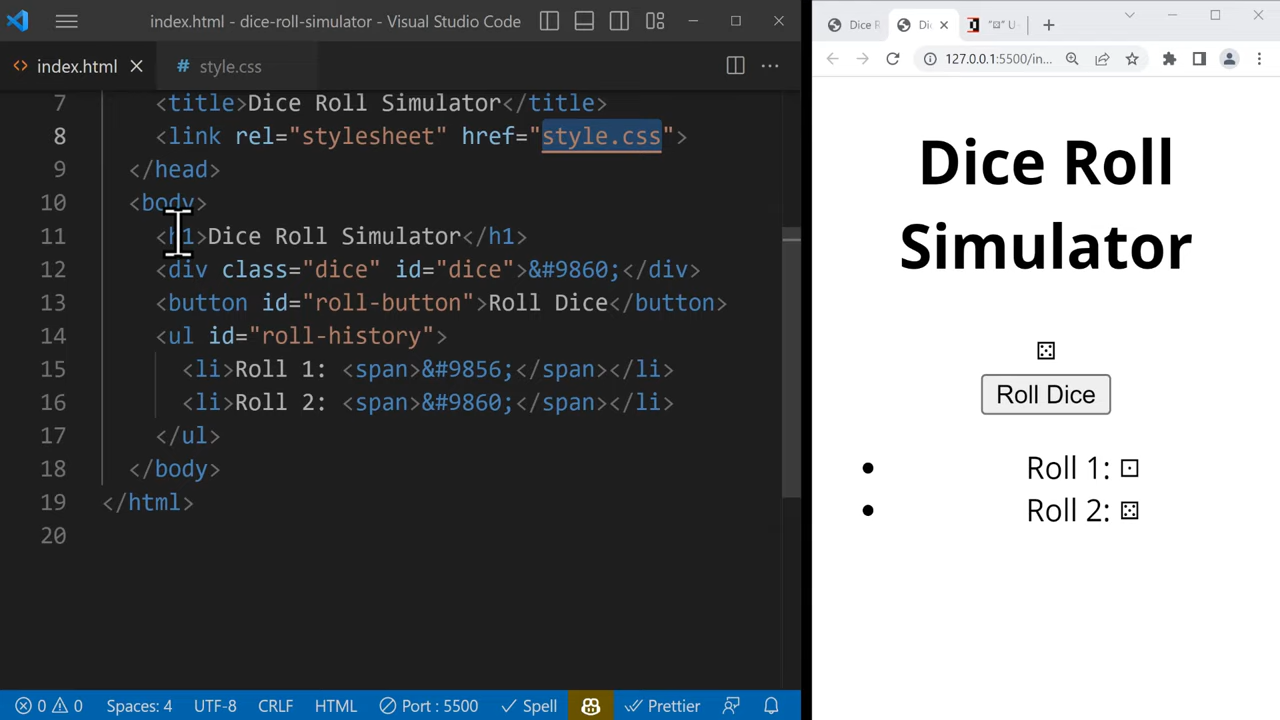 index.html - dice-roll-simulator - Visual Studio Code
index.html
# style.css
7 <title>Dice Roll Simulator</title>
8 <link rel="stylesheet" href="style.css">
9 </head>
10 <body>
11 <h1>Dice Roll Simulator</h1>
12 <div class="dice" id="dice">&#9860;</div>
13 <button id="roll-button">Roll Dice</button>
14 <ul id="roll-history">
15 <li>Roll 1: <span>&#9856;</span></li>
16 <li>Roll 2: <span>&#9860;</span></li>
17 </ul>
18 </body>
19 </html>
20
0 0 Spaces: 4 UTF-8 CRLF HTML Port : 5500 Spell Prettier
Dice R Dic "⚄" U
127.0.0.1:5500/in...
Dice Roll
Simulator
⚄
Roll Dice
• Roll 1: ⚀
• Roll 2: ⚄